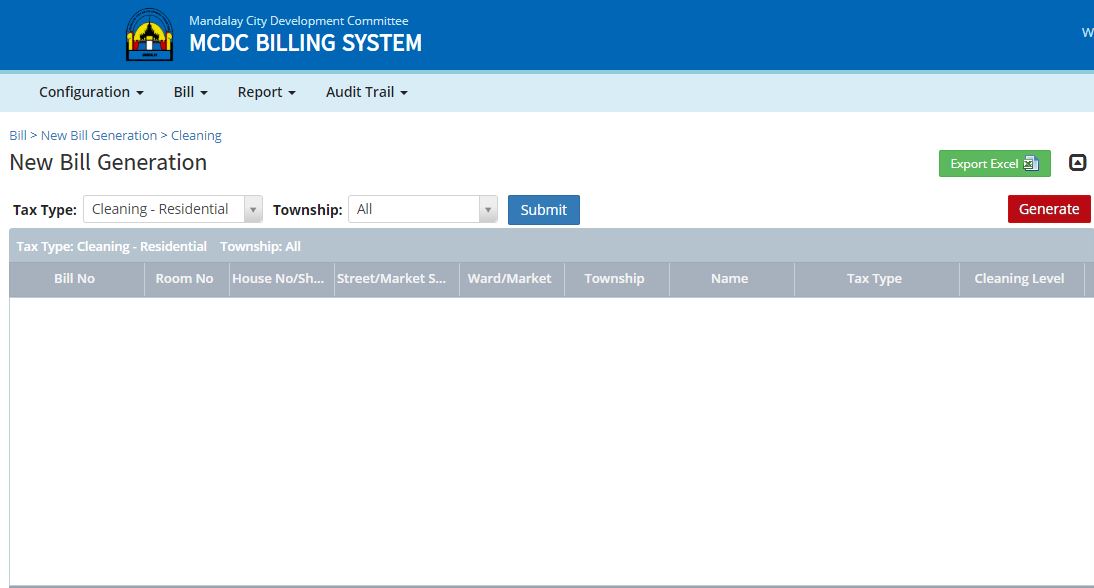 Mandalay City Development Committee
MCDC BILLING SYSTEM
W
Configuration Bill Report Audit Trail
Bill > New Bill Generation > Cleaning
New Bill Generation
Export Excel
Tax Type: Cleaning - Residential Township: All Submit Generate
Tax Type: Cleaning - Residential Township: All
Bill No Room No House No/Sh... Street/Market S... Ward/Market Township Name Tax Type Cleaning Level